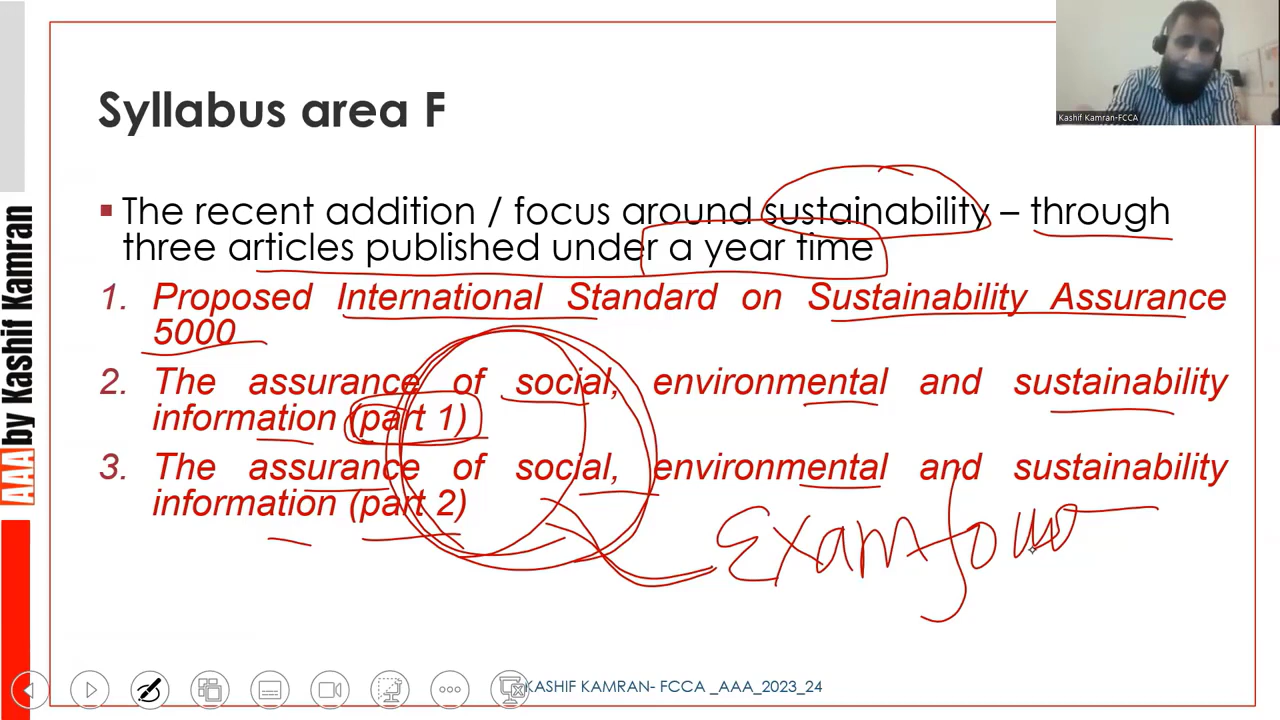 Kashif Kamran-FCCA
Syllabus area F
The recent addition / focus around sustainability – through
three articles published under a year time
1. Proposed International Standard on Sustainability Assurance
5000
2. The assurance of social, environmental and sustainability
information (part 1)
3. The assurance of social, environmental and sustainability
information (part 2)
Exam focus
AAA by Kashif Kamran
KASHIF KAMRAN- FCCA _AAA_2023_24